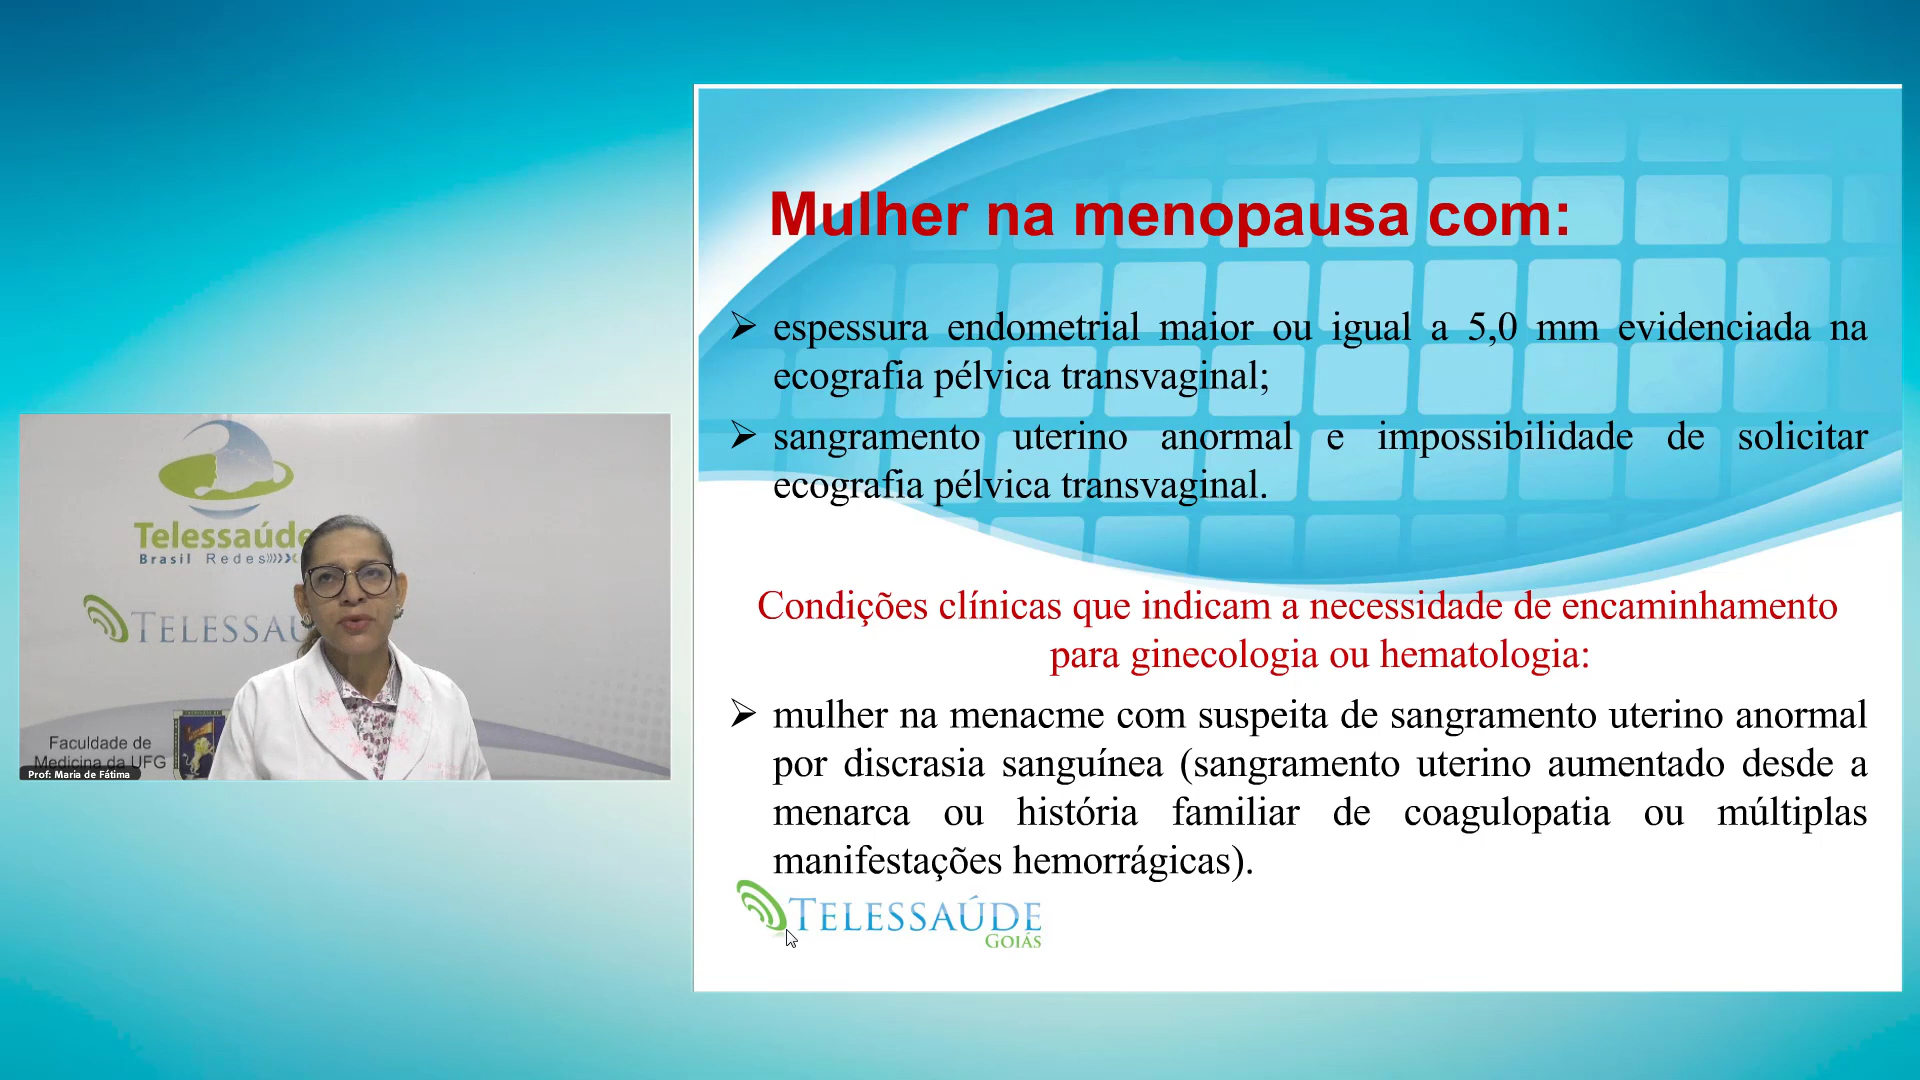 Mulher na menopausa com:
espessura endometrial maior ou igual a 5,0 mm evidenciada na
ecografia pélvica transvaginal;
sangramento uterino anormal e impossibilidade de solicitar
ecografia pélvica transvaginal.
Condições clínicas que indicam a necessidade de encaminhamento
para ginecologia ou hematologia:
mulher na menacme com suspeita de sangramento uterino anormal
por discrasia sanguínea (sangramento uterino aumentado desde a
menarca ou história familiar de coagulopatia ou múltiplas
manifestações hemorrágicas).
TELESSAÚDE
GOIÁS
Telessaúde
Brasil Redes
TELESSAÚ
Faculdade de
Medicina da UFG
Prof: Maria de Fátima